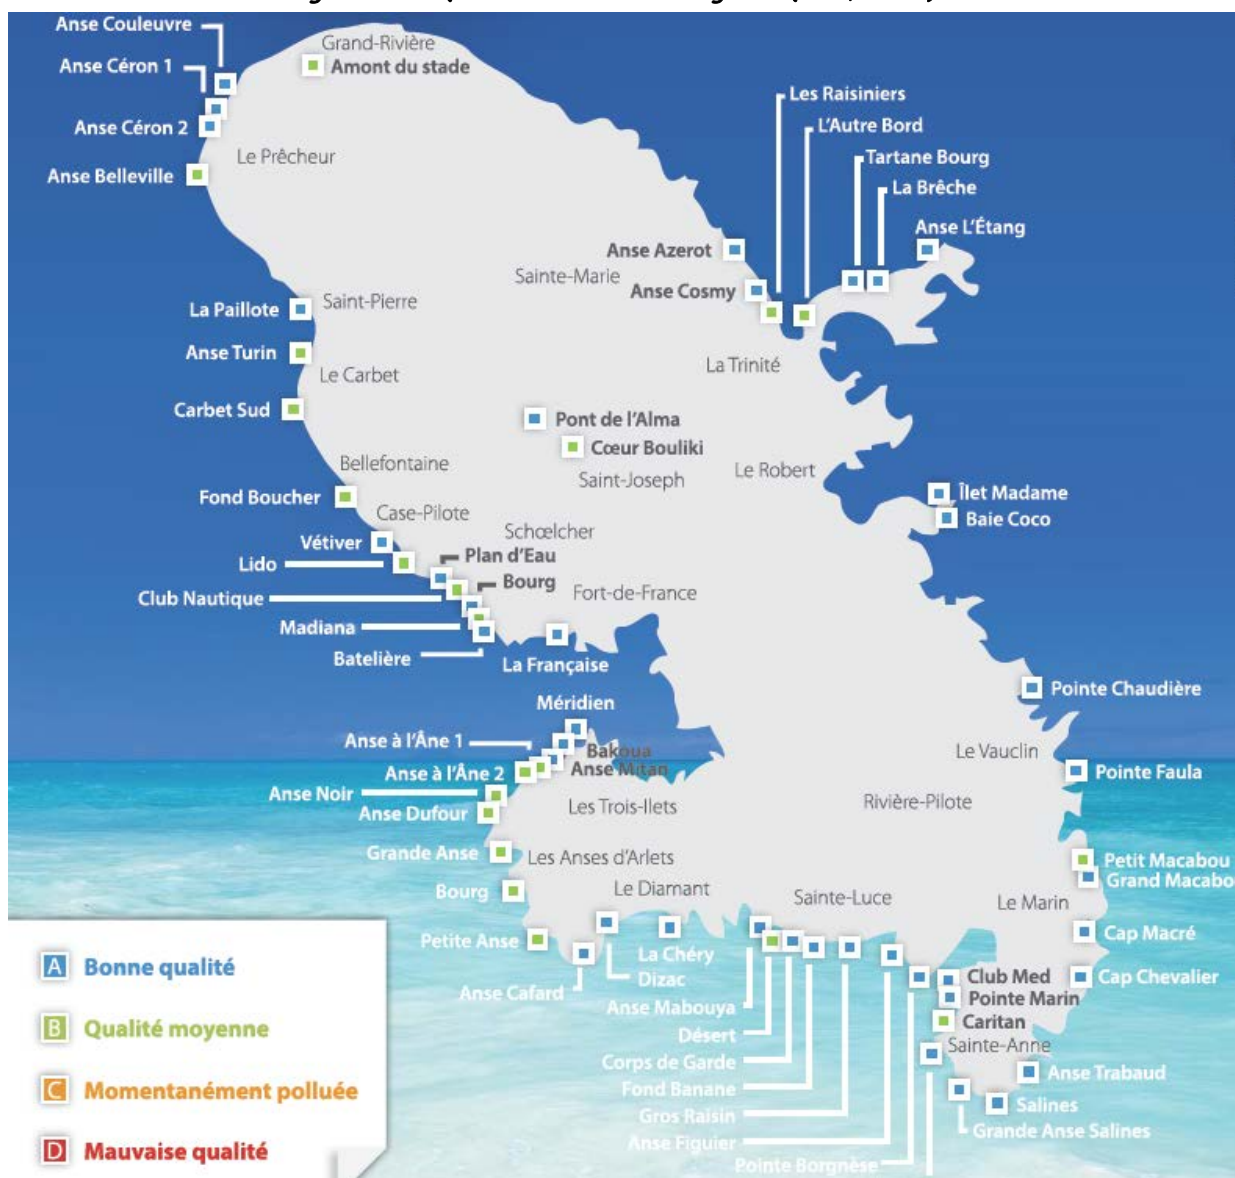 Anse Couleuvre
Grand-Rivière
Anse Céron 1
Amont du stade
Les Raisiniers
Anse Céron 2
L'Autre Bord
Le Prêcheur
Tartane Bourg
Anse Belleville
La Brêche
Anse L'Étang
Anse Azerot
Sainte-Marie
Anse Cosmy
La Paillote
Saint-Pierre
Anse Turin
La Trinité
Le Carbet
Carbet Sud
Pont de l'Alma
Cœur Bouliki
Bellefontaine
Le Robert
Saint-Joseph
Fond Boucher
Îlet Madame
Case-Pilote
Baie Coco
Schœlcher
Vétiver
Plan d'Eau
Lido
Bourg
Fort-de-France
Club Nautique
Madiana
Batelière
La Française
Pointe Chaudière
Méridien
Anse à l'Âne 1
Bakoua
Le Vauclin
Anse à l'Âne 2
Anse Mitan
Pointe Faula
Anse Noir
Les Trois-Ilets
Rivière-Pilote
Anse Dufour
Grande Anse
Les Anses d'Arlets
Petit Macabou
Grand Macabo
Bourg
Le Diamant
Sainte-Luce
Le Marin
Petite Anse
Cap Macré
La Chéry
A Bonne qualité
Dizac
Club Med
Cap Chevalier
Anse Cafard
Pointe Marin
Anse Mabouya
Caritan
B Qualité moyenne
Désert
Sainte-Anne
Corps de Garde
Anse Trabaud
Fond Banane
C Momentanément polluée
Salines
Gros Raisin
Grande Anse Salines
Anse Figuier
D Mauvaise qualité
Pointe Borgnèse